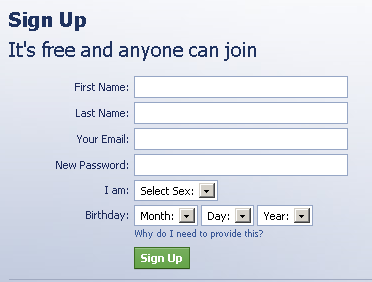 Sign Up
It's free and anyone can join
First Name:
Last Name:
Your Email:
New Password:
I am: Select Sex:
Birthday: Month: Day: Year:
Why do I need to provide this?
Sign Up